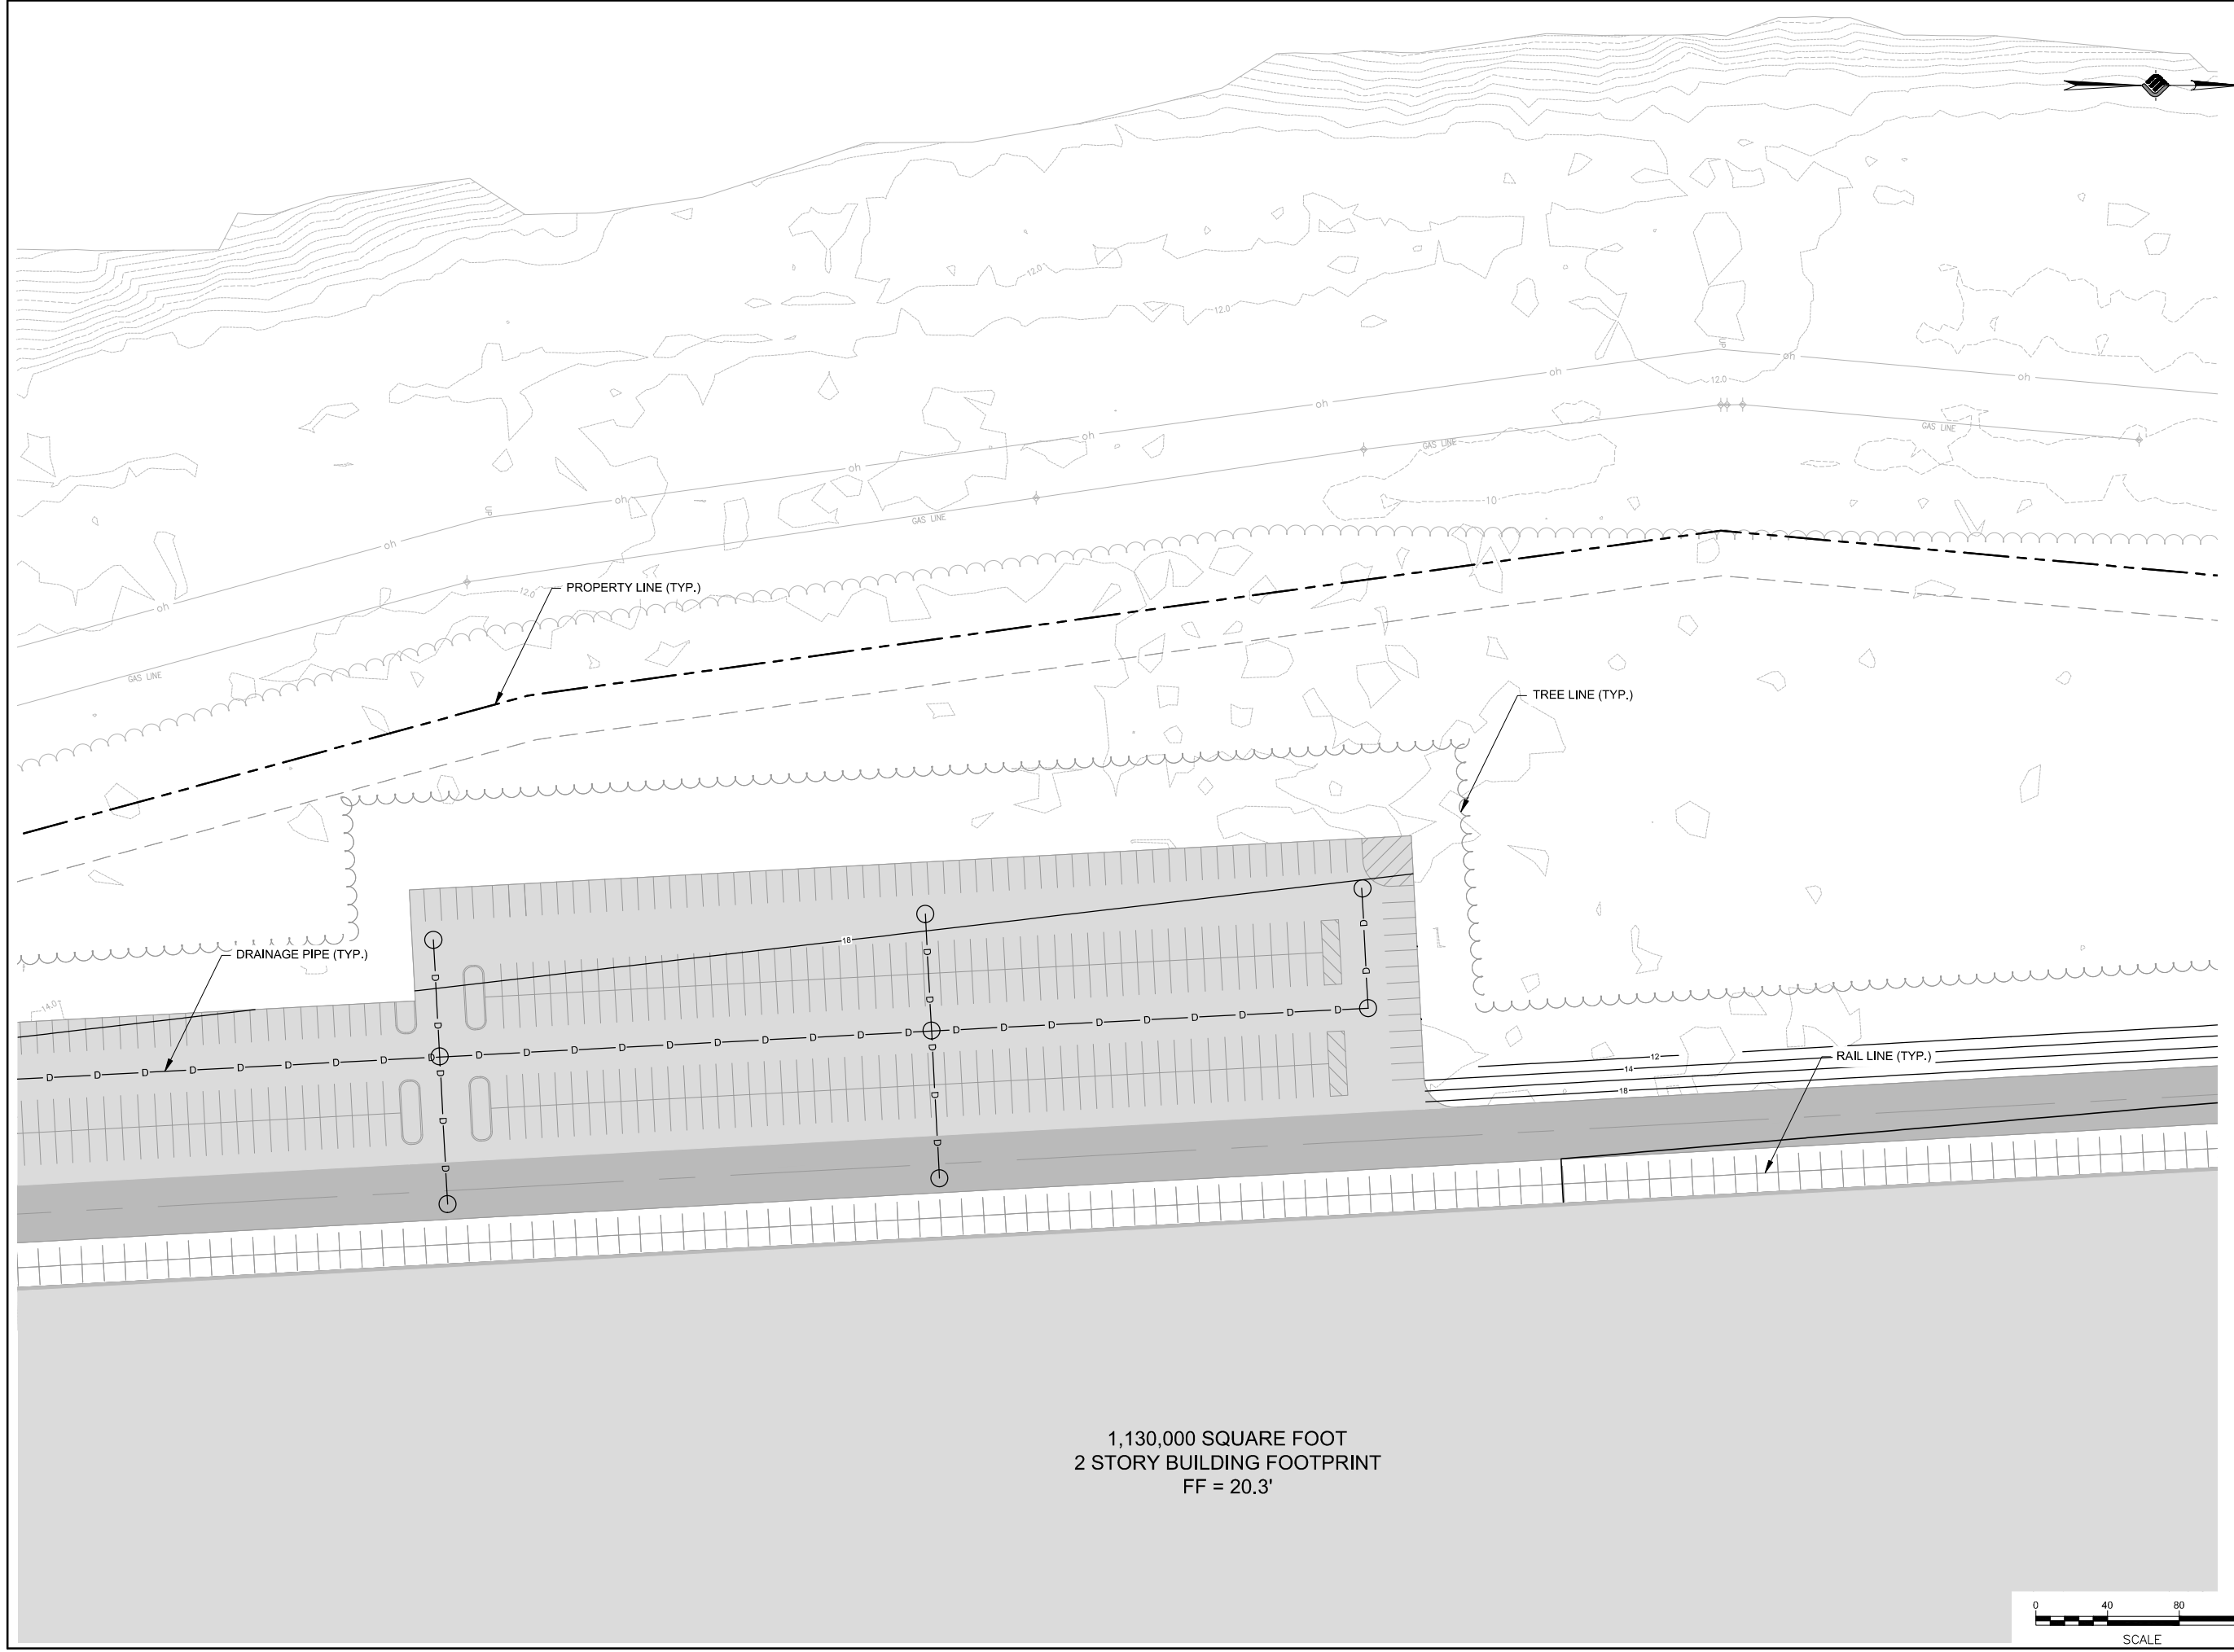 12.0
12.0
oh
12.0
oh
oh
oh
oh
GAS LINE
GAS LINE
oh
10
oh
GAS LINE
oh
PROPERTY LINE (TYP.)
12.0
oh
GAS LINE
TREE LINE (TYP.)
18
DRAINAGE PIPE (TYP.)
14.0
D D D D D D D D D D D D D D D D D D D D D D D D D D D
D D D D D D D D D D D D
12
RAIL LINE (TYP.)
14
18
1,130,000 SQUARE FOOT
2 STORY BUILDING FOOTPRINT
FF = 20.3'
0 40 80
SCALE